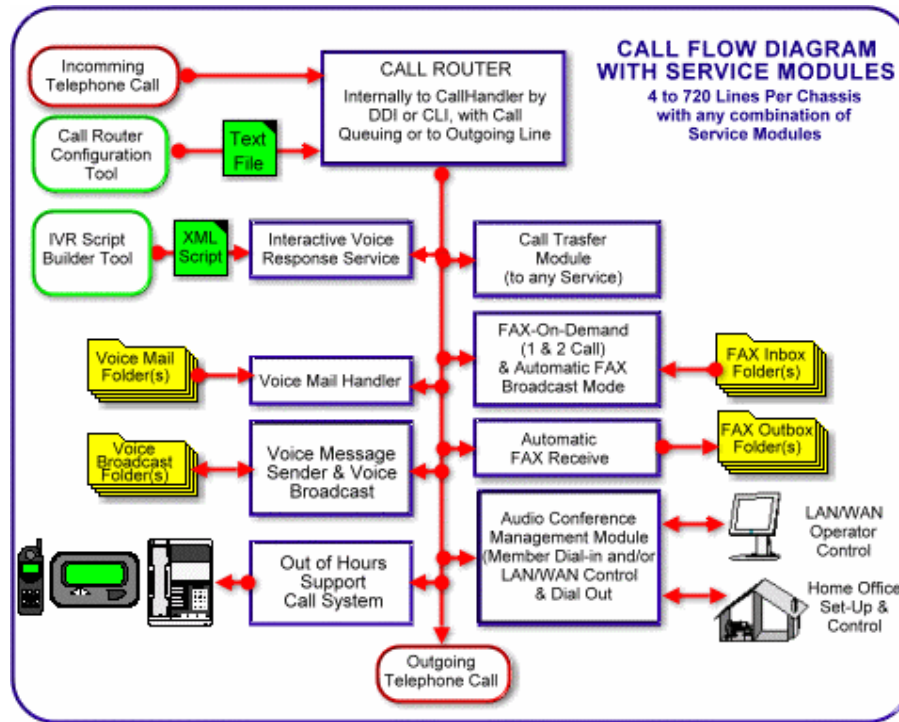 CALL FLOW DIAGRAM
WITH SERVICE MODULES
4 to 720 Lines Per Chassis
with any combination of
Service Modules
Incomming
Telephone Call
CALL ROUTER
Internally to CallHandler by
DDI or CLI, with Call
Queuing or to Outgoing Line
Call Router
Configuration
Tool
Text
File
IVR Script
Builder Tool
XML
Script
Interactive Voice
Response Service
Call Trasfer
Module
(to any Service)
Voice Mail
Folder(s)
Voice Mail Handler
FAX-On-Demand
(1 & 2 Call)
& Automatic FAX
Broadcast Mode
FAX Inbox
Folder(s)
Voice
Broadcast Folder(s)
Voice Message
Sender & Voice
Broadcast
Automatic
FAX Receive
FAX Outbox
Folder(s)
Out of Hours
Support
Call System
Audio Conference
Management Module
(Member Dial-in and/or
LAN/WAN Control
& Dial Out
LAN/WAN
Operator
Control
Home Office
Set-Up &
Control
Outgoing
Telephone Call